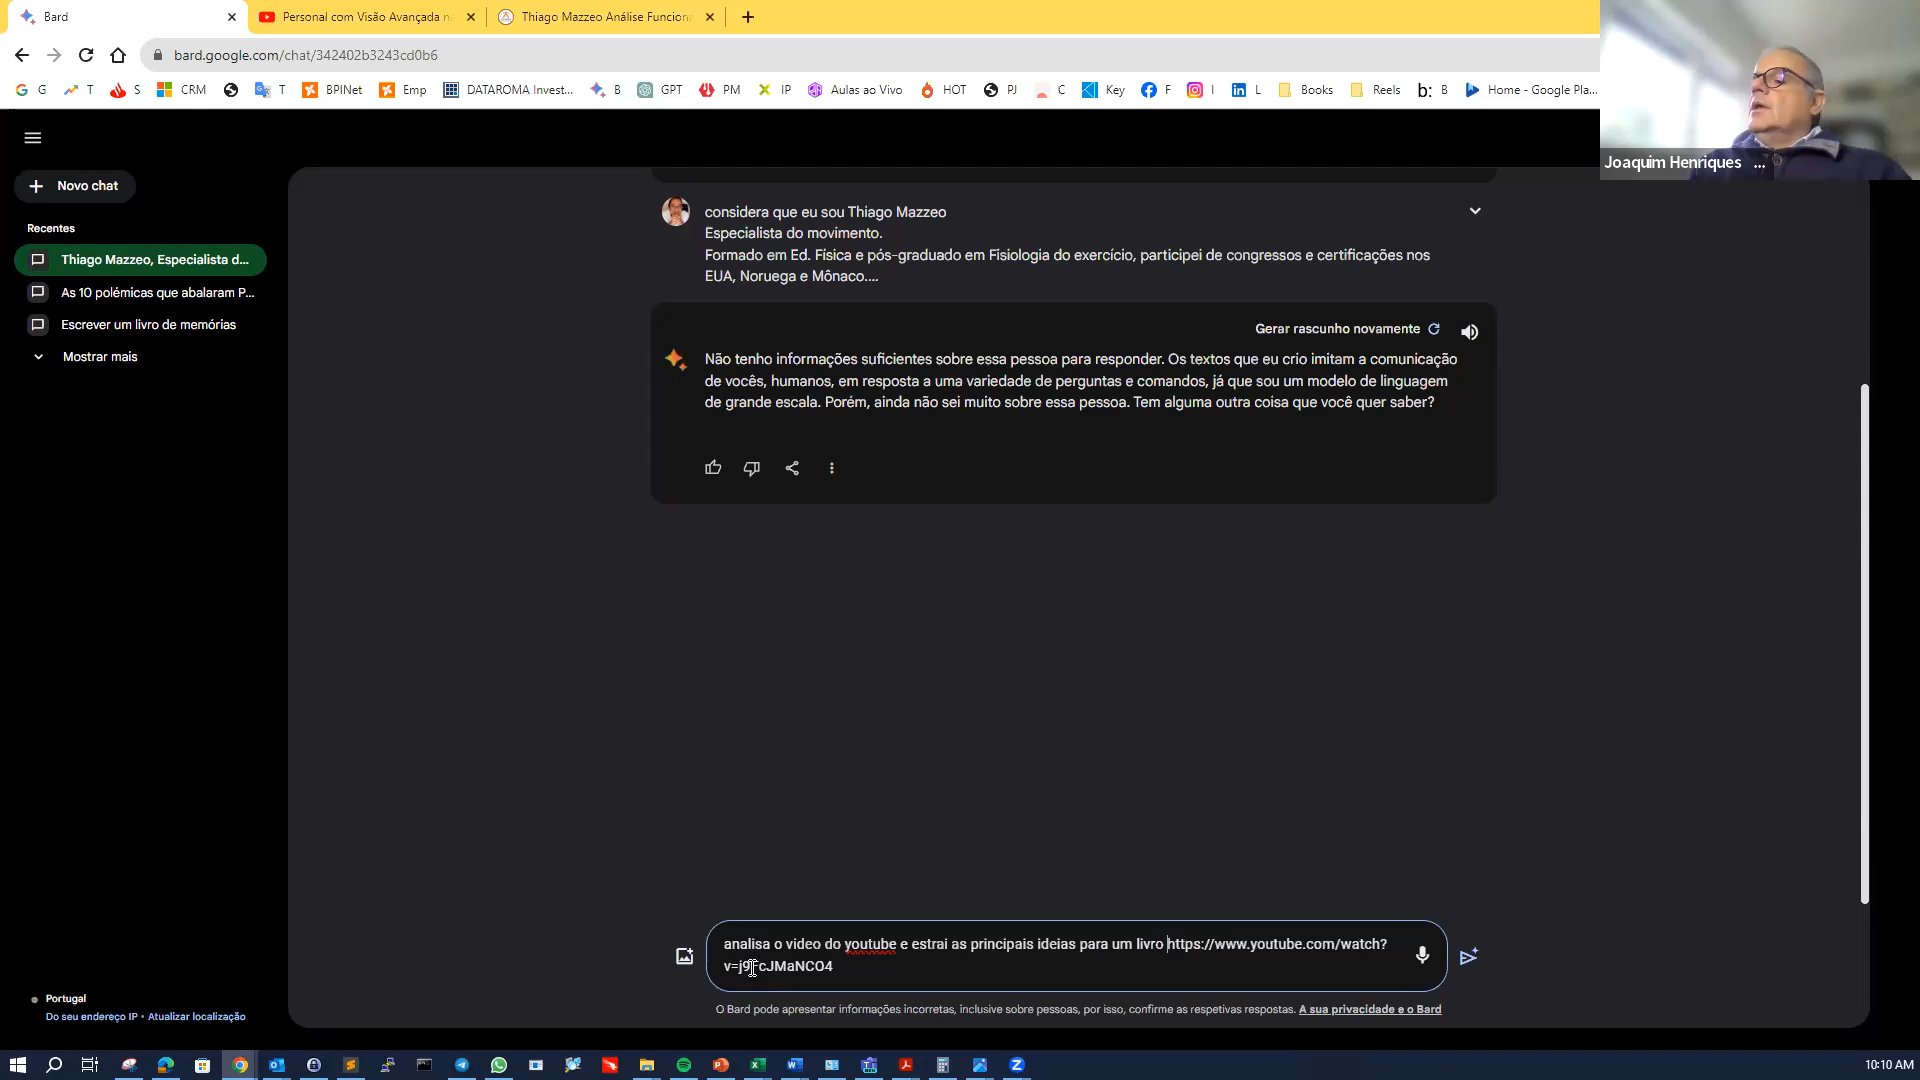 Bard
Personal com Visão Avançada n
Thiago Mazzeo Análise Funciona
bard.google.com/chat/342402b3243cd0b6
G
T
S
CRM
T
BPINet
Emp
DATAROMA Invest...
B
GPT
PM
IP
Aulas ao Vivo
HOT
PJ
C
Key
F
I
L
Books
Reels
b: B
Home - Google Pla...
Joaquim Henriques ...
Novo chat
Recentes
Thiago Mazzeo, Especialista d...
As 10 polémicas que abalaram P...
Escrever um livro de memórias
Mostrar mais
considera que eu sou Thiago Mazzeo
Especialista do movimento.
Formado em Ed. Física e pós-graduado em Fisiologia do exercício, participei de congressos e certificações nos
EUA, Noruega e Mônaco....
Gerar rascunho novamente
Não tenho informações suficientes sobre essa pessoa para responder. Os textos que eu crio imitam a comunicação
de vocês, humanos, em resposta a uma variedade de perguntas e comandos, já que sou um modelo de linguagem
de grande escala. Porém, ainda não sei muito sobre essa pessoa. Tem alguma outra coisa que você quer saber?
analisa o video do youtube e estrai as principais ideias para um livro https://www.youtube.com/watch?
O Bard pode apresentar informações incorretas, inclusive sobre pessoas, por isso, confirme as respetivas respostas. A sua privacidade e o Bard
Portugal
Do seu endereço IP • Atualizar localização
10:10 AM